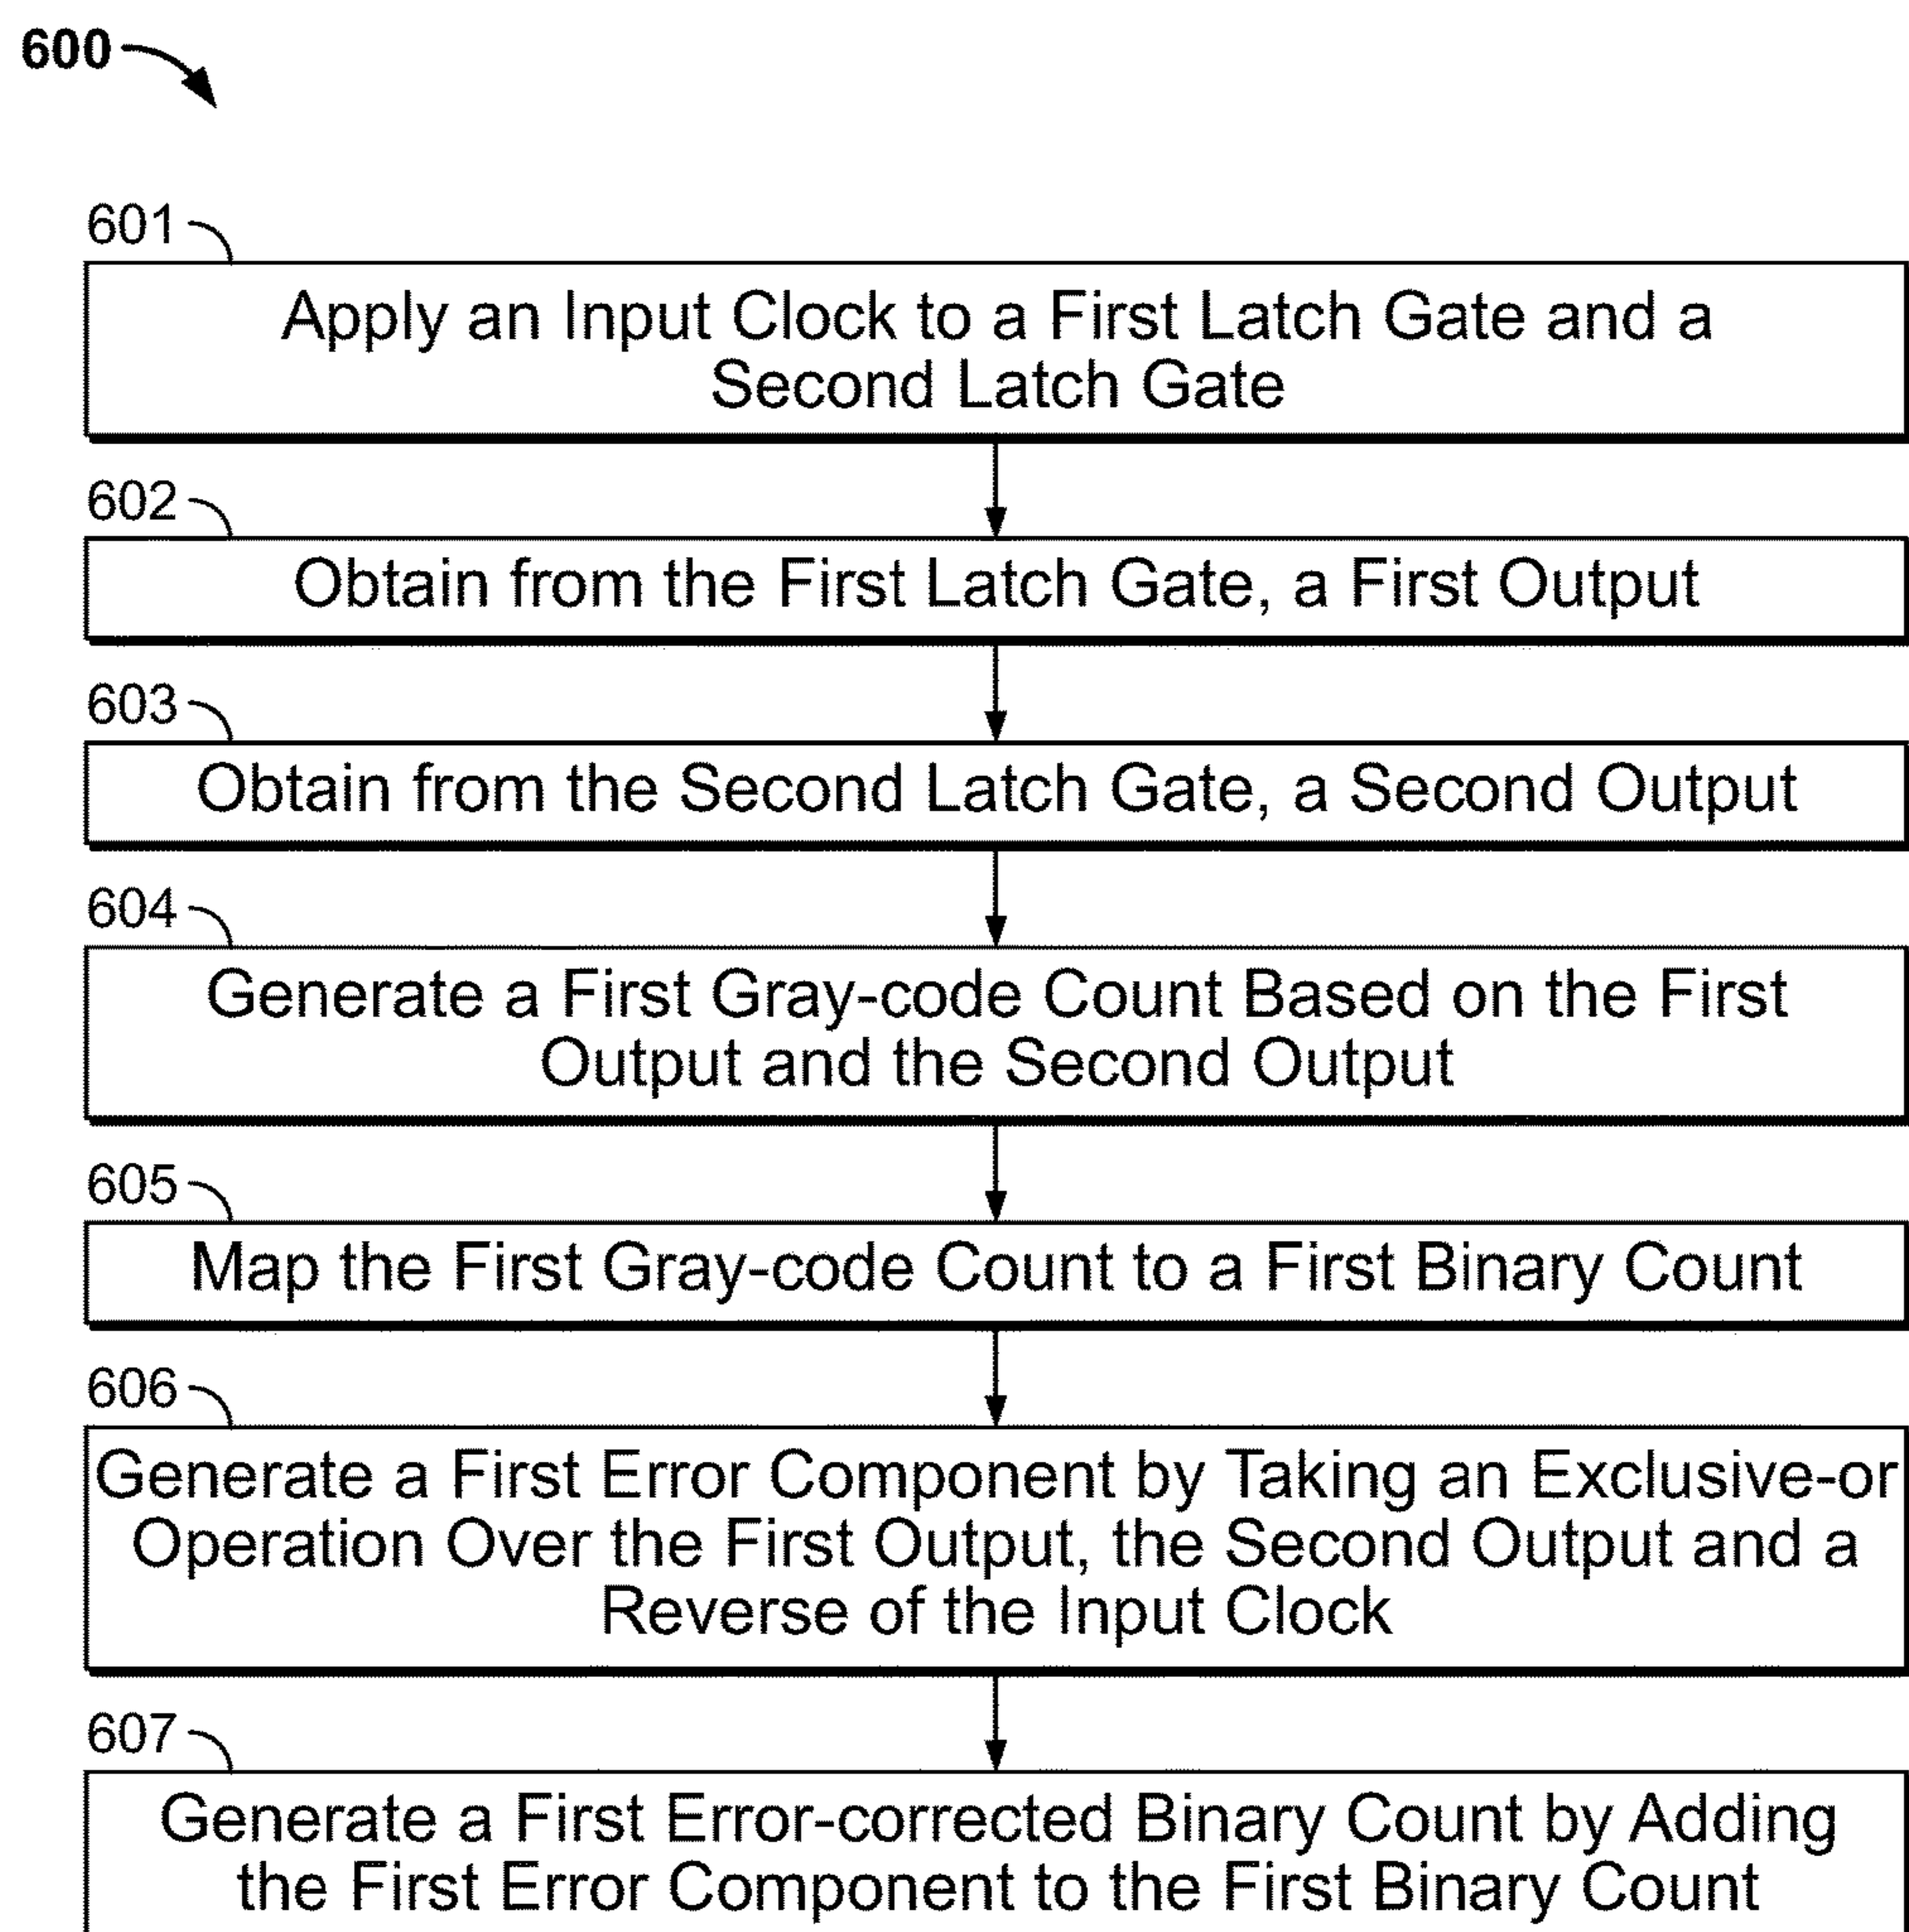 600
601
Apply an Input Clock to a First Latch Gate and a
Second Latch Gate
602
Obtain from the First Latch Gate, a First Output
603
Obtain from the Second Latch Gate, a Second Output
604
Generate a First Gray-code Count Based on the First
Output and the Second Output
605
Map the First Gray-code Count to a First Binary Count
606
Generate a First Error Component by Taking an Exclusive-or
Operation Over the First Output, the Second Output and a
Reverse of the Input Clock
607
Generate a First Error-corrected Binary Count by Adding
the First Error Component to the First Binary Count